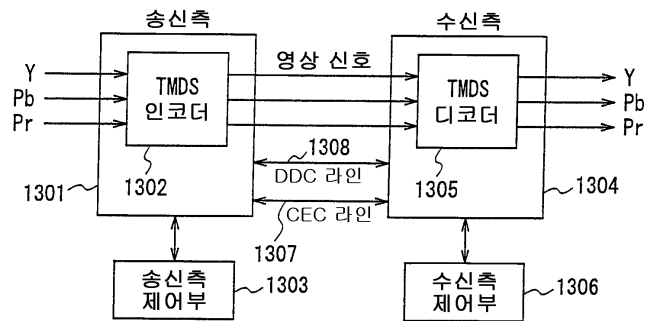 송신측
수신측
Y
Pb
Pr
TMDS
인코더
영상 신호
TMDS
디코더
Y
Pb
Pr
1301
1302
1308
DDC 라인
CEC 라인
1307
1305
1304
송신측
제어부
1303
수신측
제어부
1306